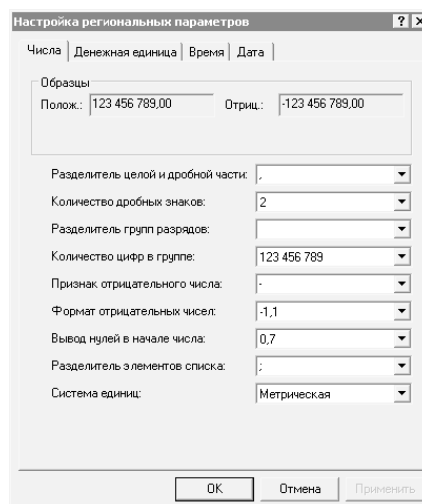 Настройка региональных параметров
Числа Денежная единица Время Дата
Образцы
Полож.: 123 456 789,00 Отриц.: -123 456 789,00
Разделитель целой и дробной части: ,
Количество дробных знаков: 2
Разделитель групп разрядов:
Количество цифр в группе: 123 456 789
Признак отрицательного числа: -
Формат отрицательных чисел: -1,1
Вывод нулей в начале числа: 0,7
Разделитель элементов списка: ;
Система единиц: Метрическая
OK Отмена Применить